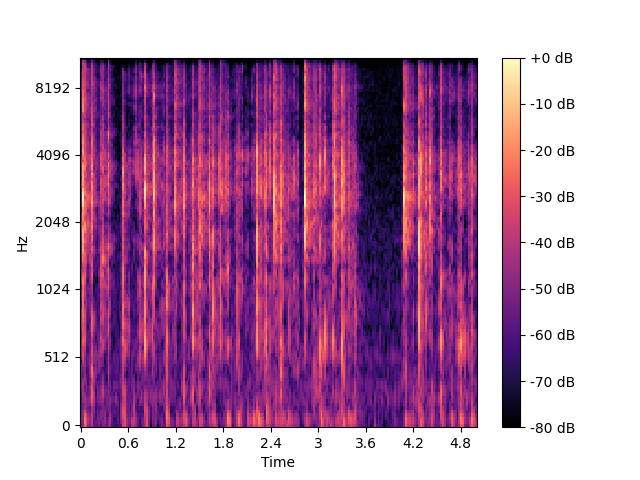 +0 dB
8192
-10 dB
4096
-20 dB
-30 dB
2048
Hz
-40 dB
1024
-50 dB
-60 dB
512
-70 dB
0
-80 dB
0 0.6 1.2 1.8 2.4 3 3.6 4.2 4.8
Time